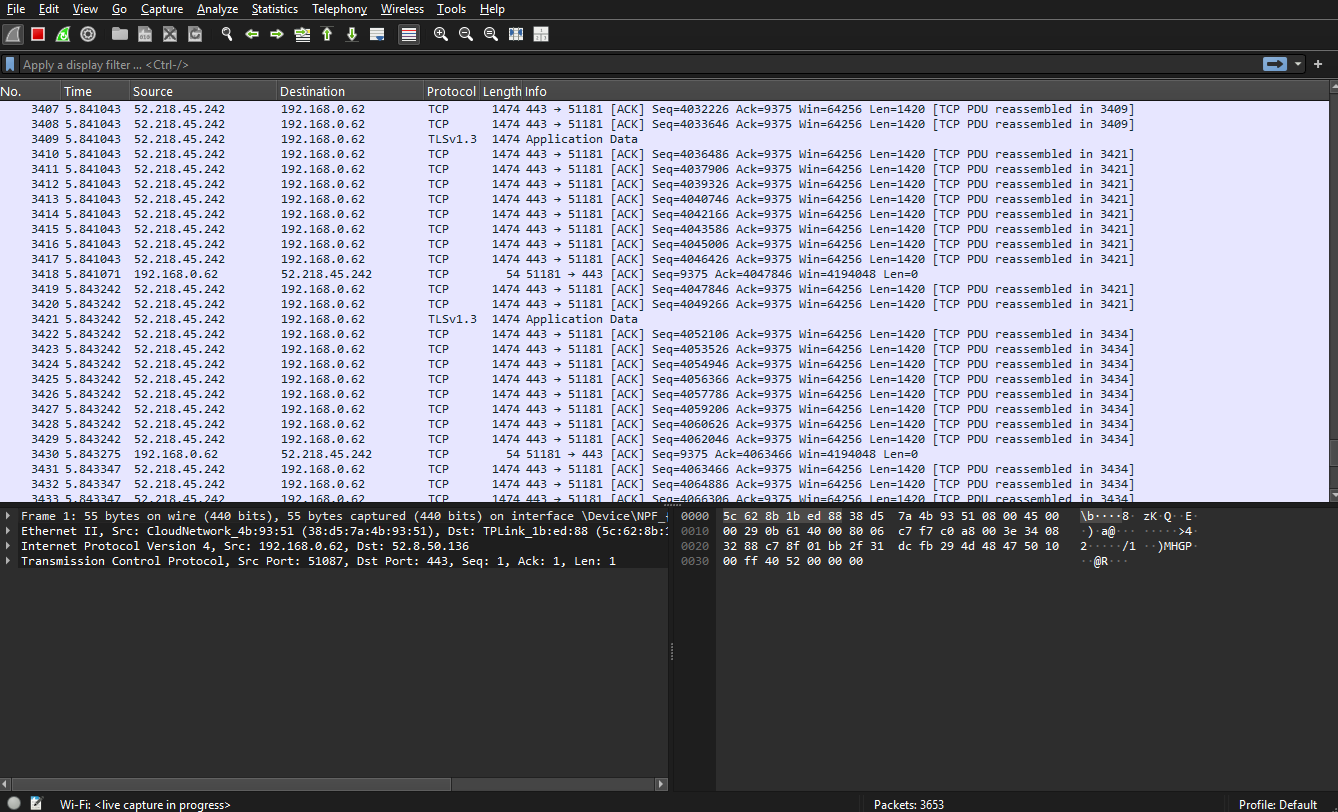 File Edit View Go Capture Analyze Statistics Telephony Wireless Tools Help
Apply a display filter … <Ctrl-/>
No. Time Source Destination Protocol Length Info
3407 5.841043 52.218.45.242 192.168.0.62 TCP 1474 443 → 51181 [ACK] Seq=4032226 Ack=9375 Win=64256 Len=1420 [TCP PDU reassembled in 3409]
3408 5.841043 52.218.45.242 192.168.0.62 TCP 1474 443 → 51181 [ACK] Seq=4033646 Ack=9375 Win=64256 Len=1420 [TCP PDU reassembled in 3409]
3409 5.841043 52.218.45.242 192.168.0.62 TLSv1.3 1474 Application Data
3410 5.841043 52.218.45.242 192.168.0.62 TCP 1474 443 → 51181 [ACK] Seq=4036486 Ack=9375 Win=64256 Len=1420 [TCP PDU reassembled in 3421]
3411 5.841043 52.218.45.242 192.168.0.62 TCP 1474 443 → 51181 [ACK] Seq=4037906 Ack=9375 Win=64256 Len=1420 [TCP PDU reassembled in 3421]
3412 5.841043 52.218.45.242 192.168.0.62 TCP 1474 443 → 51181 [ACK] Seq=4039326 Ack=9375 Win=64256 Len=1420 [TCP PDU reassembled in 3421]
3413 5.841043 52.218.45.242 192.168.0.62 TCP 1474 443 → 51181 [ACK] Seq=4040746 Ack=9375 Win=64256 Len=1420 [TCP PDU reassembled in 3421]
3414 5.841043 52.218.45.242 192.168.0.62 TCP 1474 443 → 51181 [ACK] Seq=4042166 Ack=9375 Win=64256 Len=1420 [TCP PDU reassembled in 3421]
3415 5.841043 52.218.45.242 192.168.0.62 TCP 1474 443 → 51181 [ACK] Seq=4043586 Ack=9375 Win=64256 Len=1420 [TCP PDU reassembled in 3421]
3416 5.841043 52.218.45.242 192.168.0.62 TCP 1474 443 → 51181 [ACK] Seq=4045006 Ack=9375 Win=64256 Len=1420 [TCP PDU reassembled in 3421]
3417 5.841043 52.218.45.242 192.168.0.62 TCP 1474 443 → 51181 [ACK] Seq=4046426 Ack=9375 Win=64256 Len=1420 [TCP PDU reassembled in 3421]
3418 5.841071 192.168.0.62 52.218.45.242 TCP 54 51181 → 443 [ACK] Seq=9375 Ack=4047846 Win=4194048 Len=0
3419 5.843242 52.218.45.242 192.168.0.62 TCP 1474 443 → 51181 [ACK] Seq=4047846 Ack=9375 Win=64256 Len=1420 [TCP PDU reassembled in 3421]
3420 5.843242 52.218.45.242 192.168.0.62 TCP 1474 443 → 51181 [ACK] Seq=4049266 Ack=9375 Win=64256 Len=1420 [TCP PDU reassembled in 3421]
3421 5.843242 52.218.45.242 192.168.0.62 TLSv1.3 1474 Application Data
3422 5.843242 52.218.45.242 192.168.0.62 TCP 1474 443 → 51181 [ACK] Seq=4052106 Ack=9375 Win=64256 Len=1420 [TCP PDU reassembled in 3434]
3423 5.843242 52.218.45.242 192.168.0.62 TCP 1474 443 → 51181 [ACK] Seq=4053526 Ack=9375 Win=64256 Len=1420 [TCP PDU reassembled in 3434]
3424 5.843242 52.218.45.242 192.168.0.62 TCP 1474 443 → 51181 [ACK] Seq=4054946 Ack=9375 Win=64256 Len=1420 [TCP PDU reassembled in 3434]
3425 5.843242 52.218.45.242 192.168.0.62 TCP 1474 443 → 51181 [ACK] Seq=4056366 Ack=9375 Win=64256 Len=1420 [TCP PDU reassembled in 3434]
3426 5.843242 52.218.45.242 192.168.0.62 TCP 1474 443 → 51181 [ACK] Seq=4057786 Ack=9375 Win=64256 Len=1420 [TCP PDU reassembled in 3434]
3427 5.843242 52.218.45.242 192.168.0.62 TCP 1474 443 → 51181 [ACK] Seq=4059206 Ack=9375 Win=64256 Len=1420 [TCP PDU reassembled in 3434]
3428 5.843242 52.218.45.242 192.168.0.62 TCP 1474 443 → 51181 [ACK] Seq=4060626 Ack=9375 Win=64256 Len=1420 [TCP PDU reassembled in 3434]
3429 5.843242 52.218.45.242 192.168.0.62 TCP 1474 443 → 51181 [ACK] Seq=4062046 Ack=9375 Win=64256 Len=1420 [TCP PDU reassembled in 3434]
3430 5.843275 192.168.0.62 52.218.45.242 TCP 54 51181 → 443 [ACK] Seq=9375 Ack=4063466 Win=4194048 Len=0
3431 5.843347 52.218.45.242 192.168.0.62 TCP 1474 443 → 51181 [ACK] Seq=4063466 Ack=9375 Win=64256 Len=1420 [TCP PDU reassembled in 3434]
3432 5.843347 52.218.45.242 192.168.0.62 TCP 1474 443 → 51181 [ACK] Seq=4064886 Ack=9375 Win=64256 Len=1420 [TCP PDU reassembled in 3434]
3433 5.843347 52.218.45.242 192.168.0.62 TCP 1474 443 → 51181 [ACK] Seq=4066306 Ack=9375 Win=64256 Len=1420 [TCP PDU reassembled in 3434]
Frame 1: 55 bytes on wire (440 bits), 55 bytes captured (440 bits) on interface \Device\NPF_
Ethernet II, Src: CloudNetwork_4b:93:51 (38:d5:7a:4b:93:51), Dst: TPLink_1b:ed:88 (5c:62:8b:
Internet Protocol Version 4, Src: 192.168.0.62, Dst: 52.8.50.136
Transmission Control Protocol, Src Port: 51087, Dst Port: 443, Seq: 1, Ack: 1, Len: 1
0000 5c 62 8b 1b ed 88 38 d5 7a 4b 93 51 08 00 45 00 \b····8· zK·Q··E·
0010 00 29 0b 61 40 00 80 06 c7 f7 c0 a8 00 3e 34 08 ·)·a@··· ·····>4·
0020 32 88 c7 8f 01 bb 2f 31 dc fb 29 4d 48 47 50 10 2·····/1 ··)MHGP·
0030 00 ff 40 52 00 00 00 ··@R···
Wi-Fi: <live capture in progress>
Packets: 3653
Profile: Default